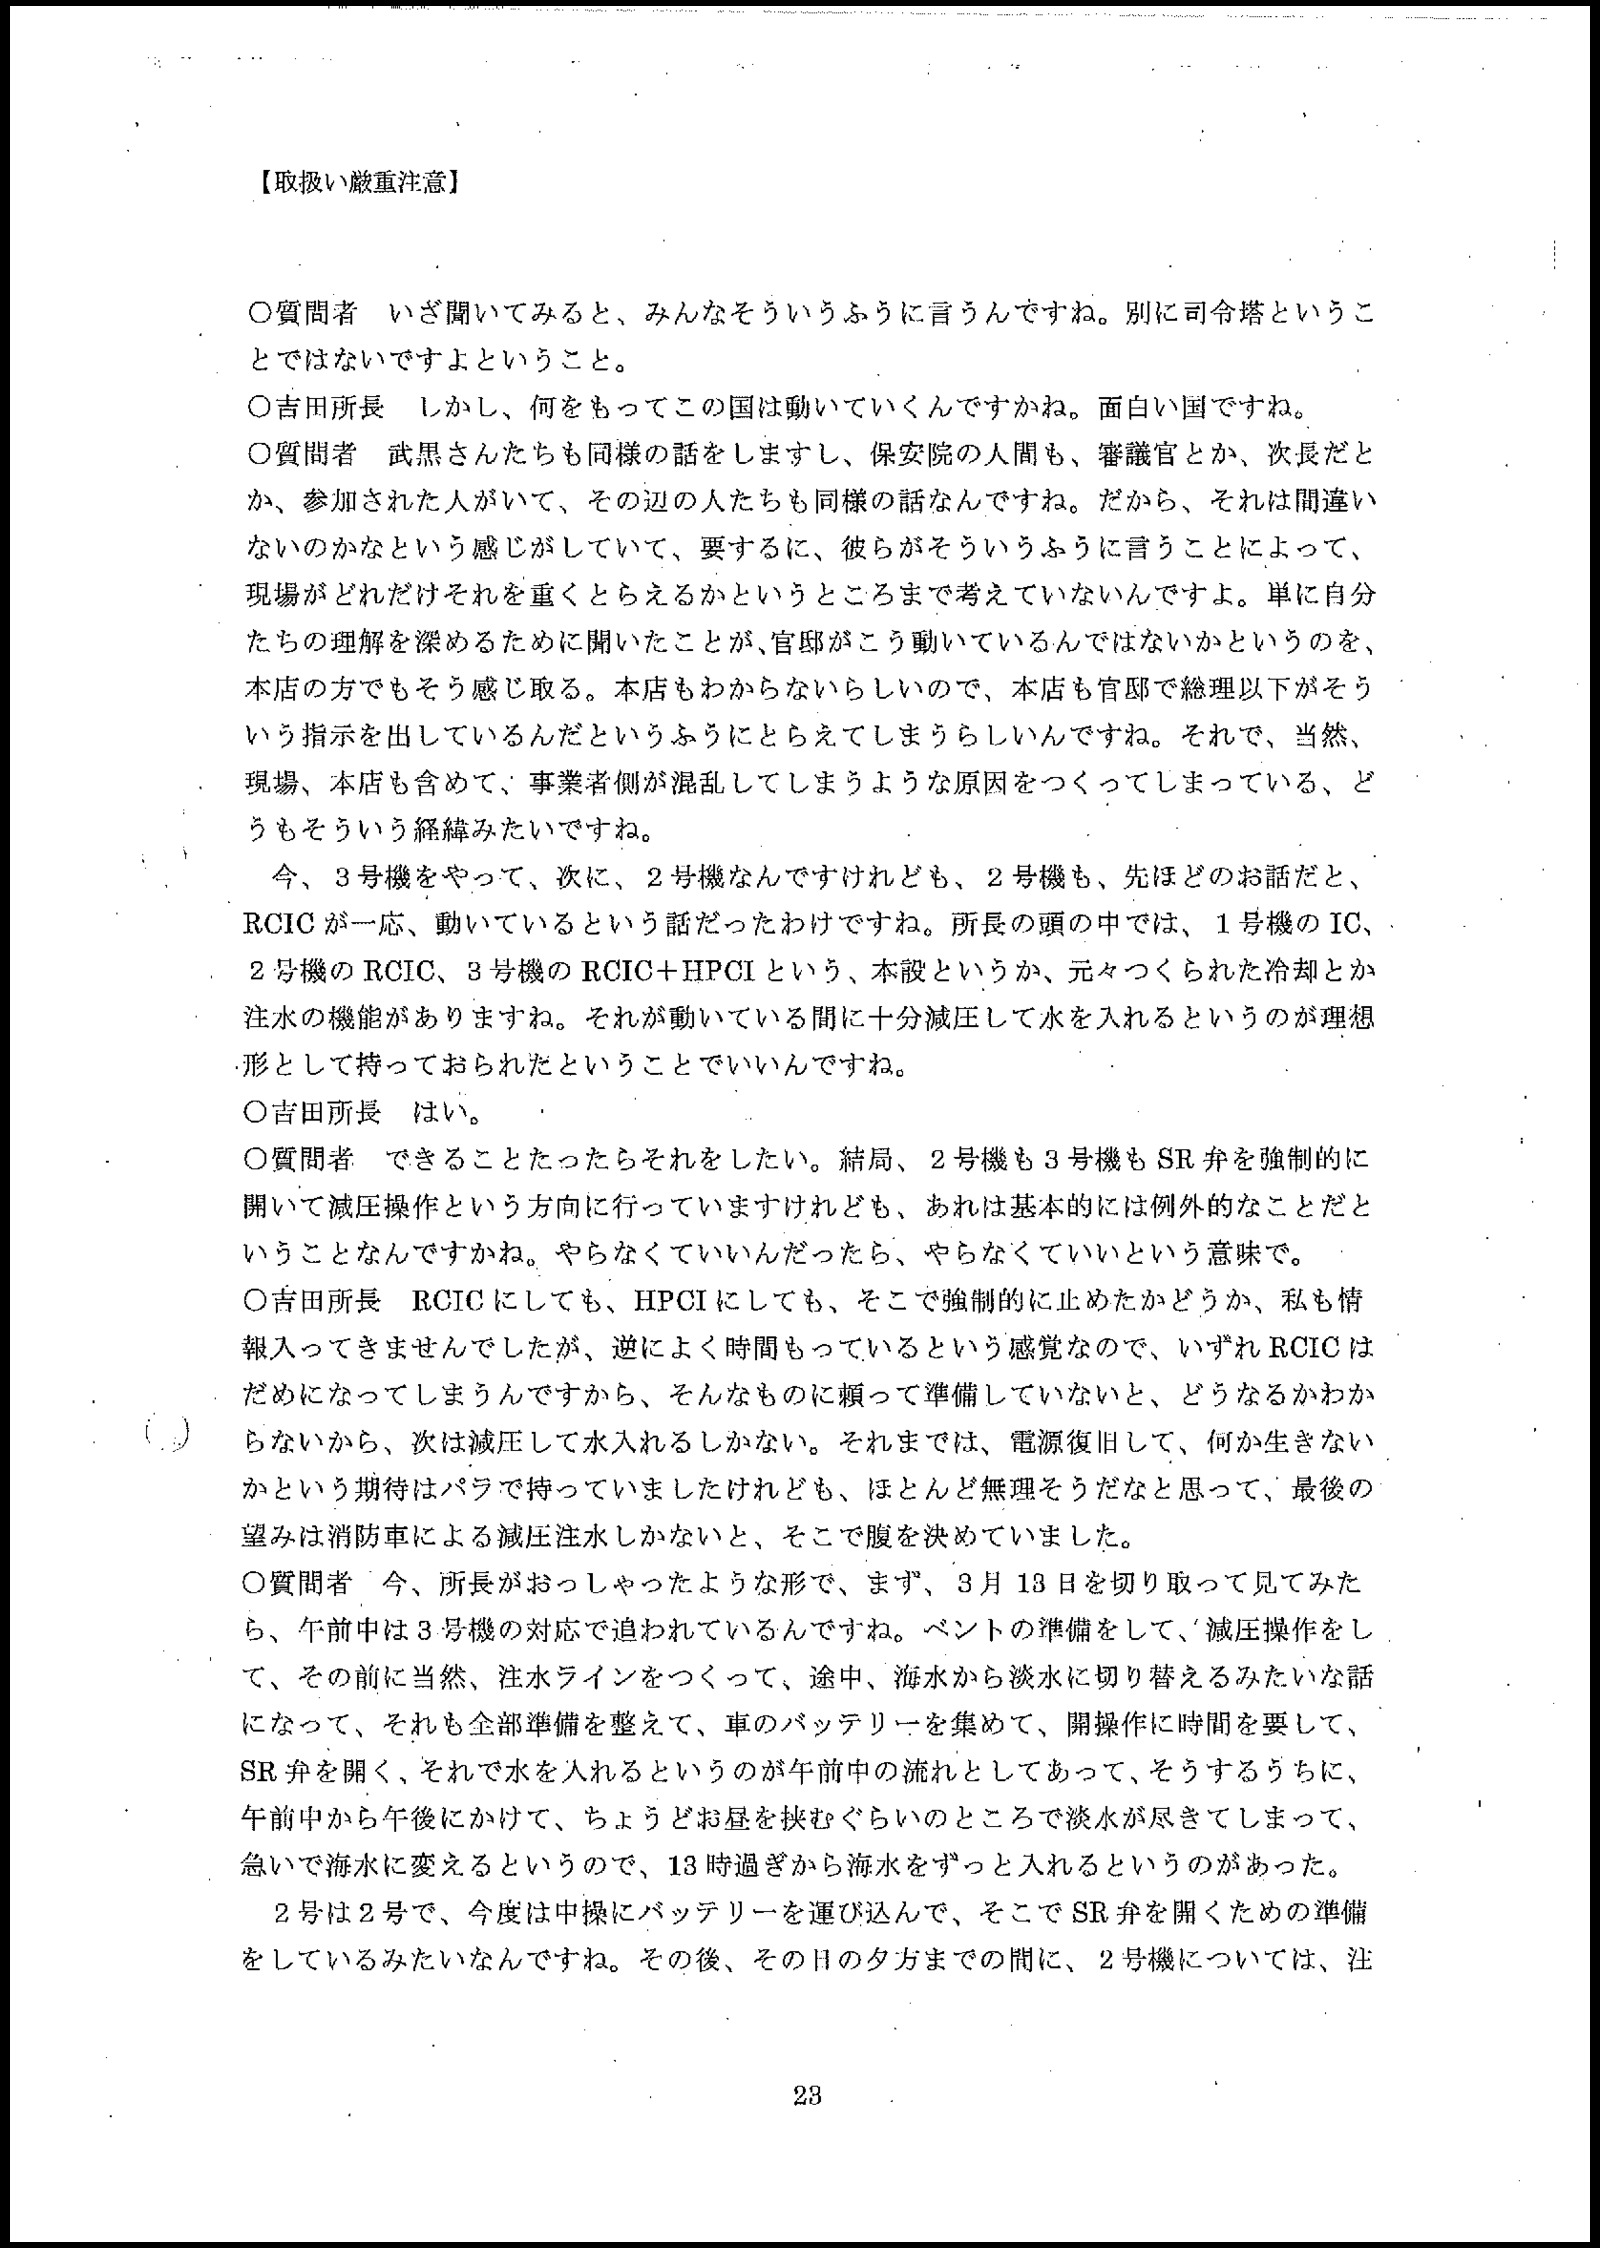 【取扱い厳重注意】
○質問者　いざ聞いてみると、みんなそういうふうに言うんですね。別に司令塔というこ
とではないですよということ。
○吉田所長　しかし、何をもってこの国は動いていくんですかね。面白い国ですね。
○質問者　武黒さんたちも同様の話をしますし、保安院の人間も、審議官とか、次長だと
か、参加された人がいて、その辺の人たちも同様の話なんですね。だから、それは間違い
ないのかなという感じがしていて、要するに、彼らがそういうふうに言うことによって、
現場がどれだけそれを重くとらえるかというところまで考えていないんですよ。単に自分
たちの理解を深めるために聞いたことが、官邸がこう動いているんではないかというのを、
本店の方でもそう感じ取る。本店もわからないらしいので、本店も官邸で総理以下がそう
いう指示を出しているんだというふうにとらえてしまうらしいんですね。それで、当然、
現場、本店も含めて、事業者側が混乱してしまうような原因をつくってしまっている、ど
うもそういう経緯みたいですね。
　今、３号機をやって、次に、２号機なんですけれども、２号機も、先ほどのお話だと、
RCIC が一応、動いているという話だったわけですね。所長の頭の中では、１号機の IC、
２号機の RCIC、３号機の RCIC＋HPCI という、本設というか、元々つくられた冷却とか
注水の機能がありますね。それが動いている間に十分減圧して水を入れるというのが理想
形として持っておられたということでいいんですね。
○吉田所長　はい。
○質問者　できることたったらそれをしたい。結局、２号機も３号機も SR 弁を強制的に
開いて減圧操作という方向に行っていますけれども、あれは基本的には例外的なことだと
いうことなんですかね。やらなくていいんだったら、やらなくていいという意味で。
○吉田所長　RCIC にしても、HPCI にしても、そこで強制的に止めたかどうか、私も情
報入ってきませんでしたが、逆によく時間もっているという感覚なので、いずれ RCIC は
だめになってしまうんですから、そんなものに頼って準備していないと、どうなるかわか
らないから、次は減圧して水入れるしかない。それまでは、電源復旧して、何か生きない
かという期待はパラで持っていましたけれども、ほとんど無理そうだなと思って、最後の
望みは消防車による減圧注水しかないと、そこで腹を決めていました。
○質問者　今、所長がおっしゃったような形で、まず、３月 13 日を切り取って見てみた
ら、午前中は３号機の対応で追われているんですね。ベントの準備をして、減圧操作をし
て、その前に当然、注水ラインをつくって、途中、海水から淡水に切り替えるみたいな話
になって、それも全部準備を整えて、車のバッテリーを集めて、開操作に時間を要して、
SR 弁を開く、それで水を入れるというのが午前中の流れとしてあって、そうするうちに、
午前中から午後にかけて、ちょうどお昼を挟むぐらいのところで淡水が尽きてしまって、
急いで海水に変えるというので、13 時過ぎから海水をずっと入れるというのがあった。
　２号は２号で、今度は中操にバッテリーを運び込んで、そこで SR 弁を開くための準備
をしているみたいなんですね。その後、その日の夕方までの間に、２号機については、注
23